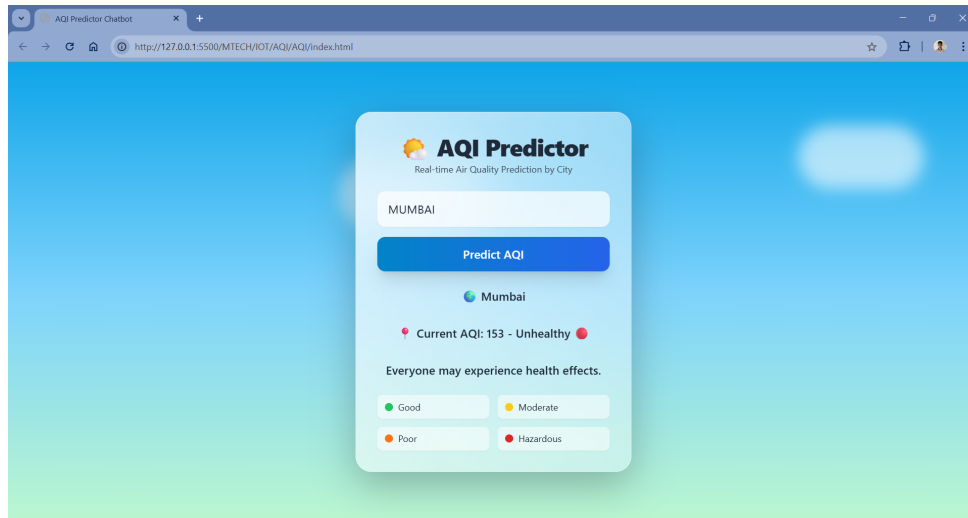 AQI Predictor Chatbot
http://127.0.0.1:5500/MTECH/IOT/AQI/AQI/index.html
AQI Predictor
Real-time Air Quality Prediction by City
MUMBAI
Predict AQI
Mumbai
Current AQI: 153 - Unhealthy
Everyone may experience health effects.
Good Moderate
Poor Hazardous